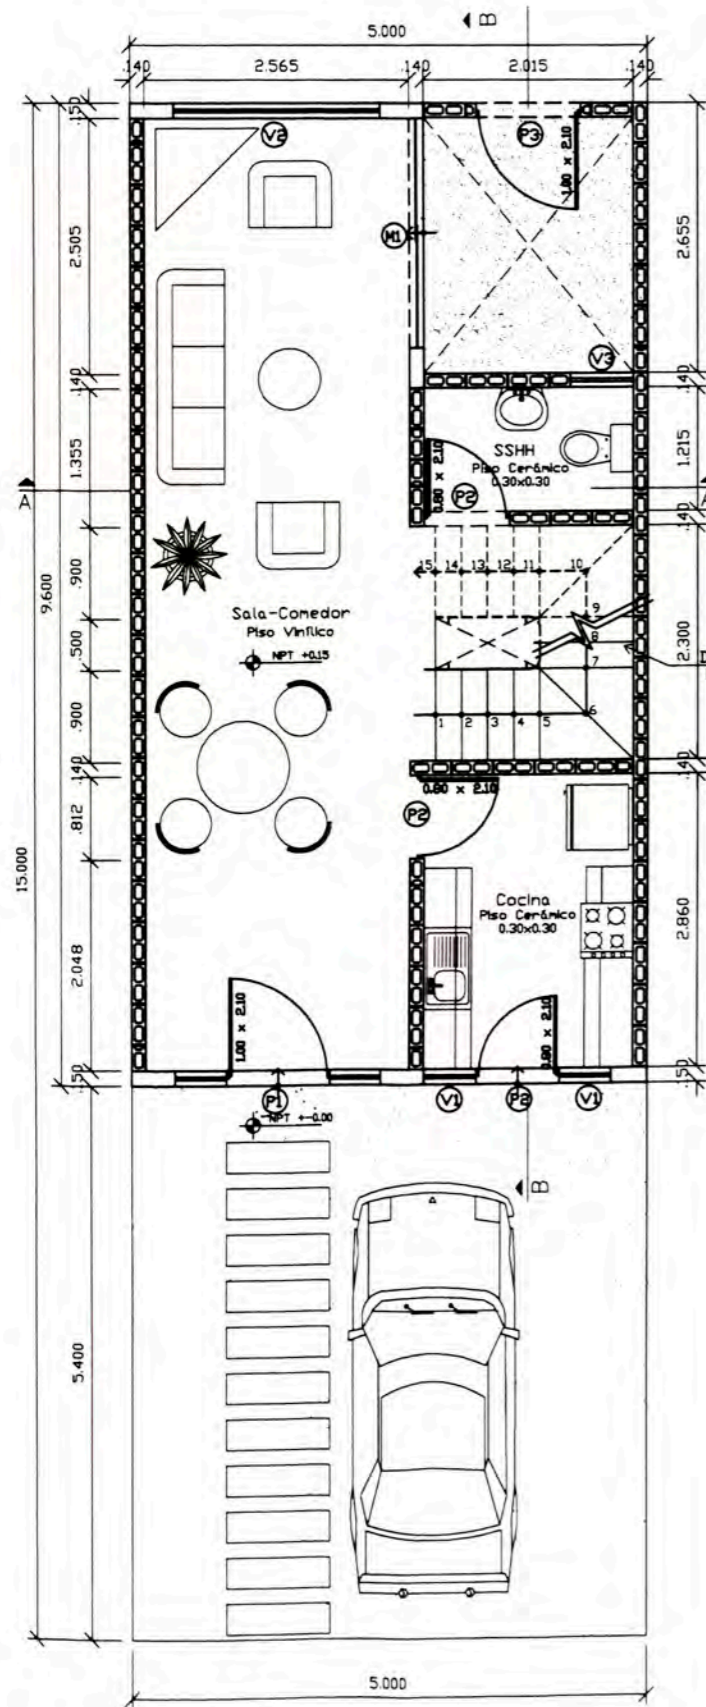 B
5.000
.140
2.565
.140
2.015
.140
.150
V2
P3
1.00 x 2.10
M1
2.505
2.655
15.000
9.600
V3
.140
.140
1.355
SSHH
Piso Cerámico
0.30x0.30
0.80 x 2.10
P2
1.215
A
A
.140
.900
15 14 13 12 11 10
9
8
7
Sala-Comedor
Piso Vinílico
NPT +0.15
.500
2.300
.900
1 2 3 4 5 6
.140
.140
0.80 x 2.10
P2
.812
Cocina
Piso Cerámico
0.30x0.30
2.860
2.048
1.00 x 2.10
0.80 x 2.10
.150
.150
P1
V1
P2
V1
NPT +-0.00
B
5.400
5.000